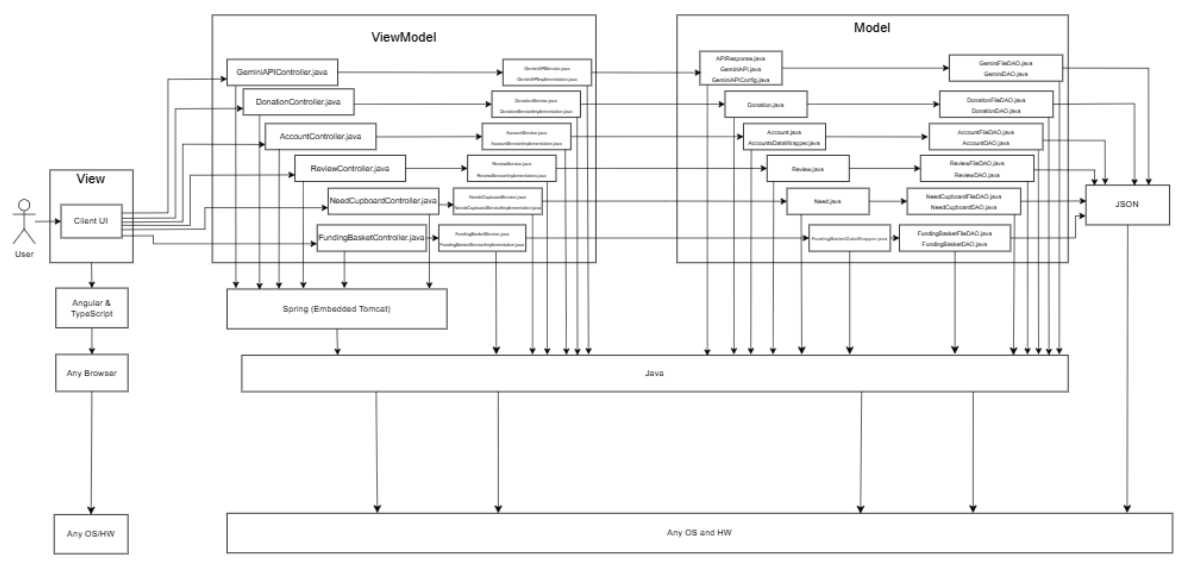 ViewModel
Model
GeminiAPIController.java
GeminiAPIService.java
GeminiAPIImplementation.java
APIResponse.java
GeminiAPI.java
GeminiAPIConfig.java
GeminiFileDAO.java
GeminiDAO.java
DonationController.java
DonationService.java
DonationServiceImplementation.java
Donation.java
DonationFileDAO.java
DonationDAO.java
AccountController.java
AccountService.java
AccountServiceImplementation.java
Account.java
AccountsDataWrapper.java
AccountFileDAO.java
AccountDAO.java
View
ReviewController.java
ReviewService.java
ReviewServiceImplementation.java
Review.java
ReviewFileDAO.java
ReviewDAO.java
NeedCupboardController.java
NeedsCupboardService.java
NeedsCupboardServiceImplementation.java
Need.java
NeedCupboardFileDAO.java
NeedCupboardDAO.java
JSON
Client UI
User
FundingBasketController.java
FundingBasketService.java
FundingBasketServiceImplementation.java
FundingBasketDataWrapper.java
FundingBasketFileDAO.java
FundingBasketDAO.java
Angular &
TypeScript
Spring (Embedded Tomcat)
Any Browser
Java
Any OS/HW
Any OS and HW